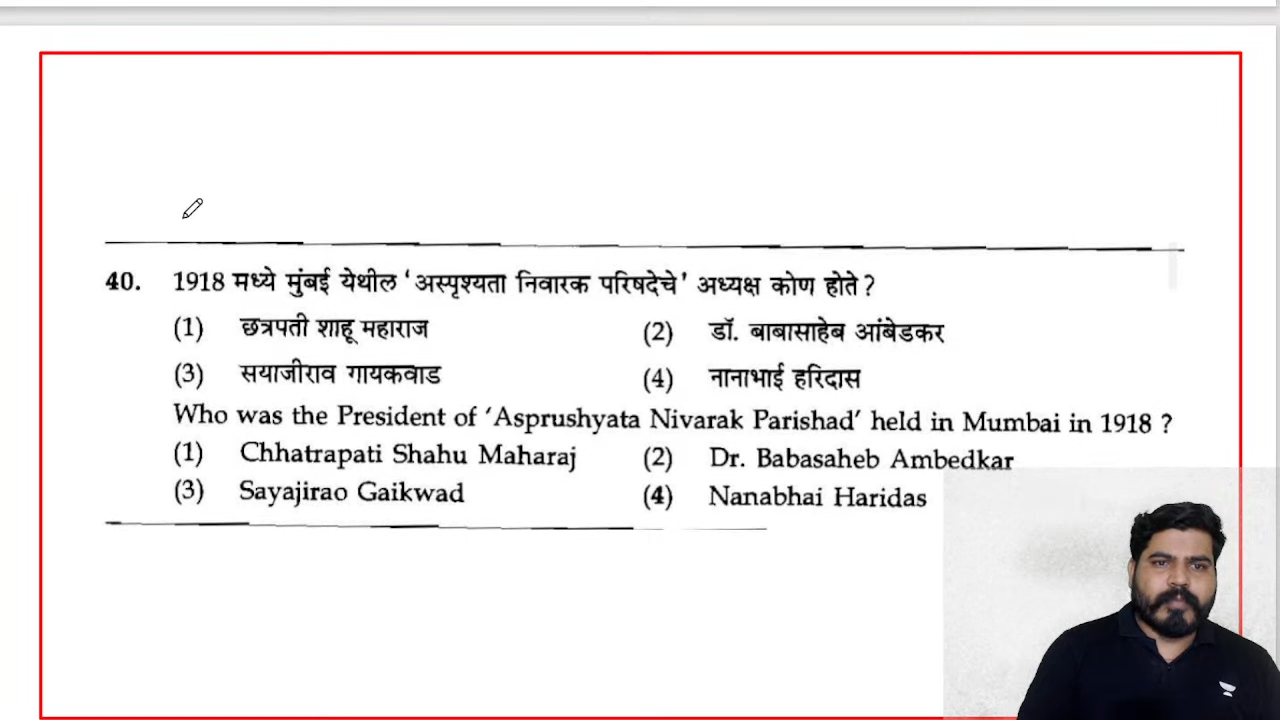 40. 1918 मध्ये मुंबई येथील ‘अस्पृश्यता निवारक परिषदेचे’ अध्यक्ष कोण होते ?
(1) छत्रपती शाहू महाराज (2) डॉ. बाबासाहेब आंबेडकर
(3) सयाजीराव गायकवाड (4) नानाभाई हरिदास
Who was the President of ‘Asprushyata Nivarak Parishad’ held in Mumbai in 1918 ?
(1) Chhatrapati Shahu Maharaj (2) Dr. Babasaheb Ambedkar
(3) Sayajirao Gaikwad (4) Nanabhai Haridas